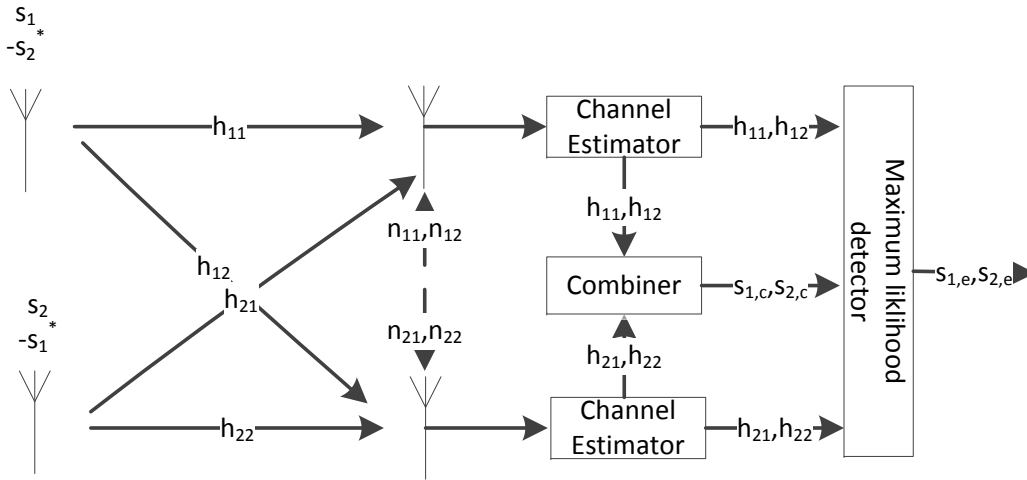 s1
-s2*
h11
h12
h21
s2
-s1*
h22
n11,n12
n21,n22
Channel
Estimator
h11,h12
h11,h12
Combiner
s1,c,s2,c
h21,h22
Channel
Estimator
h21,h22
Maximum liklihood
detector
s1,e,s2,e